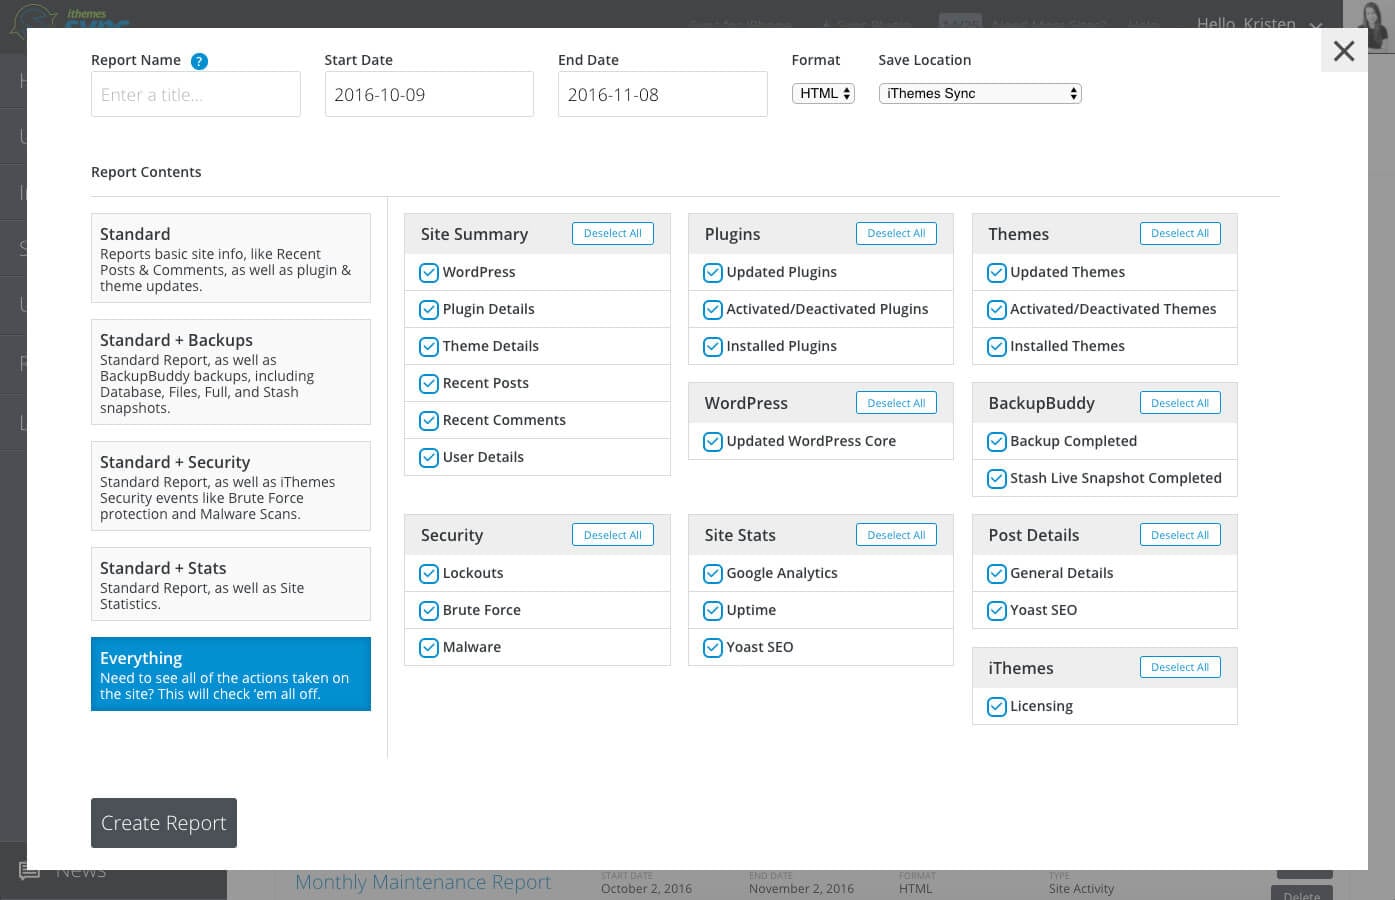 ithemes
Hello, Kristen
Report Name ?
Start Date
End Date
Format
Save Location
Enter a title...
2016-10-09
2016-11-08
HTML
iThemes Sync
Report Contents
Standard
Reports basic site info, like Recent
Posts & Comments, as well as plugin &
theme updates.
Standard + Backups
Standard Report, as well as
BackupBuddy backups, including
Database, Files, Full, and Stash
snapshots.
Standard + Security
Standard Report, as well as iThemes
Security events like Brute Force
protection and Malware Scans.
Standard + Stats
Standard Report, as well as Site
Statistics.
Everything
Need to see all of the actions taken on
the site? This will check ‘em all off.
Site Summary Deselect All
WordPress
Plugin Details
Theme Details
Recent Posts
Recent Comments
User Details
Plugins Deselect All
Updated Plugins
Activated/Deactivated Plugins
Installed Plugins
Themes Deselect All
Updated Themes
Activated/Deactivated Themes
Installed Themes
WordPress Deselect All
Updated WordPress Core
BackupBuddy Deselect All
Backup Completed
Stash Live Snapshot Completed
Security Deselect All
Lockouts
Brute Force
Malware
Site Stats Deselect All
Google Analytics
Uptime
Yoast SEO
Post Details Deselect All
General Details
Yoast SEO
iThemes Deselect All
Licensing
Create Report
News
Monthly Maintenance Report
START DATE
October 2, 2016
END DATE
November 2, 2016
FORMAT
HTML
TYPE
Site Activity
Delete